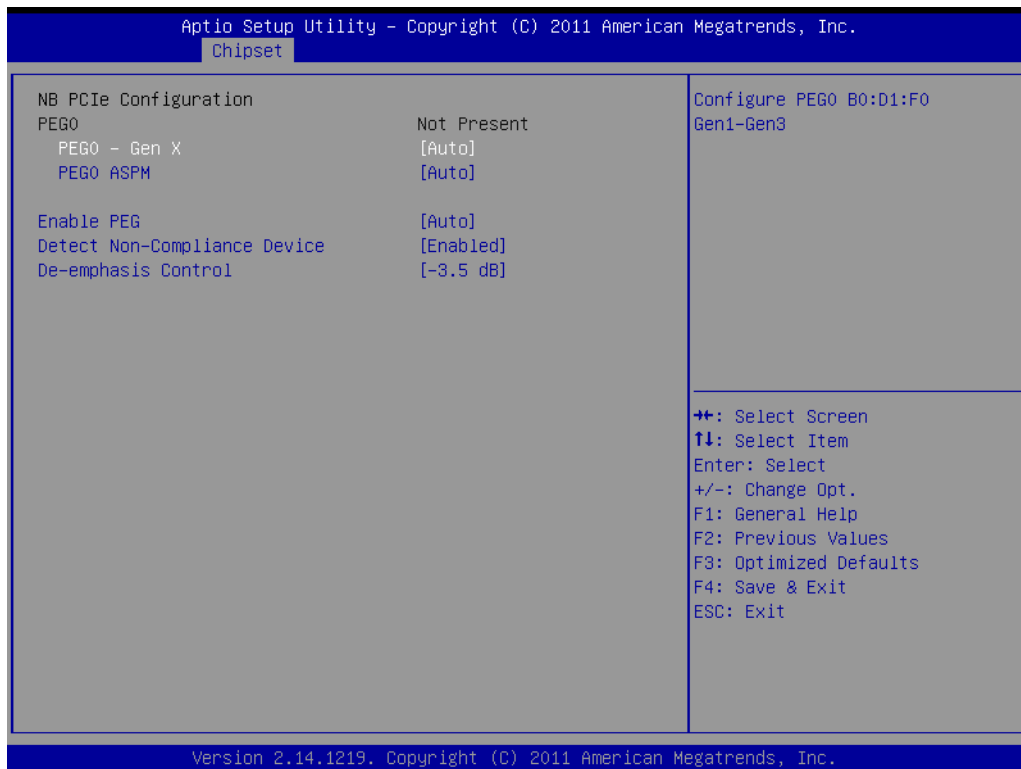 Aptio Setup Utility – Copyright (C) 2011 American Megatrends, Inc.
Chipset
NB PCIe Configuration
PEG0 Not Present
PEG0 – Gen X [Auto]
PEG0 ASPM [Auto]
Enable PEG [Auto]
Detect Non-Compliance Device [Enabled]
De-emphasis Control [-3.5 dB]
Configure PEG0 B0:D1:F0
Gen1-Gen3
→←: Select Screen
↑↓: Select Item
Enter: Select
+/-: Change Opt.
F1: General Help
F2: Previous Values
F3: Optimized Defaults
F4: Save & Exit
ESC: Exit
Version 2.14.1219. Copyright (C) 2011 American Megatrends, Inc.